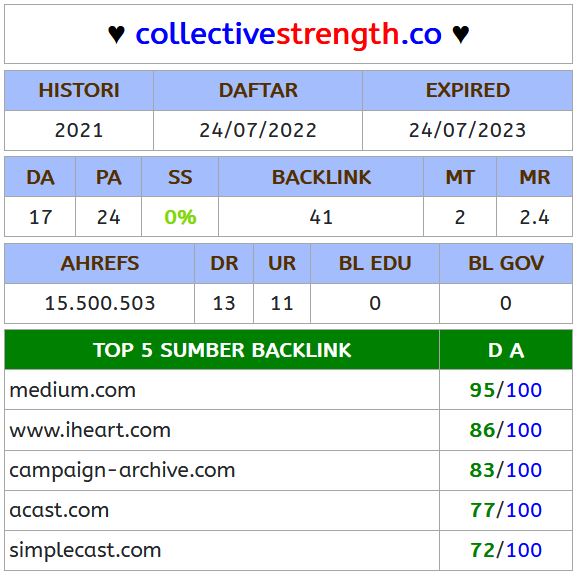 ♥ collectivestrength.co ♥
HISTORI DAFTAR EXPIRED
2021 24/07/2022 24/07/2023
DA PA SS BACKLINK MT MR
17 24 0% 41 2 2.4
AHREFS DR UR BL EDU BL GOV
15.500.503 13 11 0 0
TOP 5 SUMBER BACKLINK D A
medium.com 95/100
www.iheart.com 86/100
campaign-archive.com 83/100
acast.com 77/100
simplecast.com 72/100